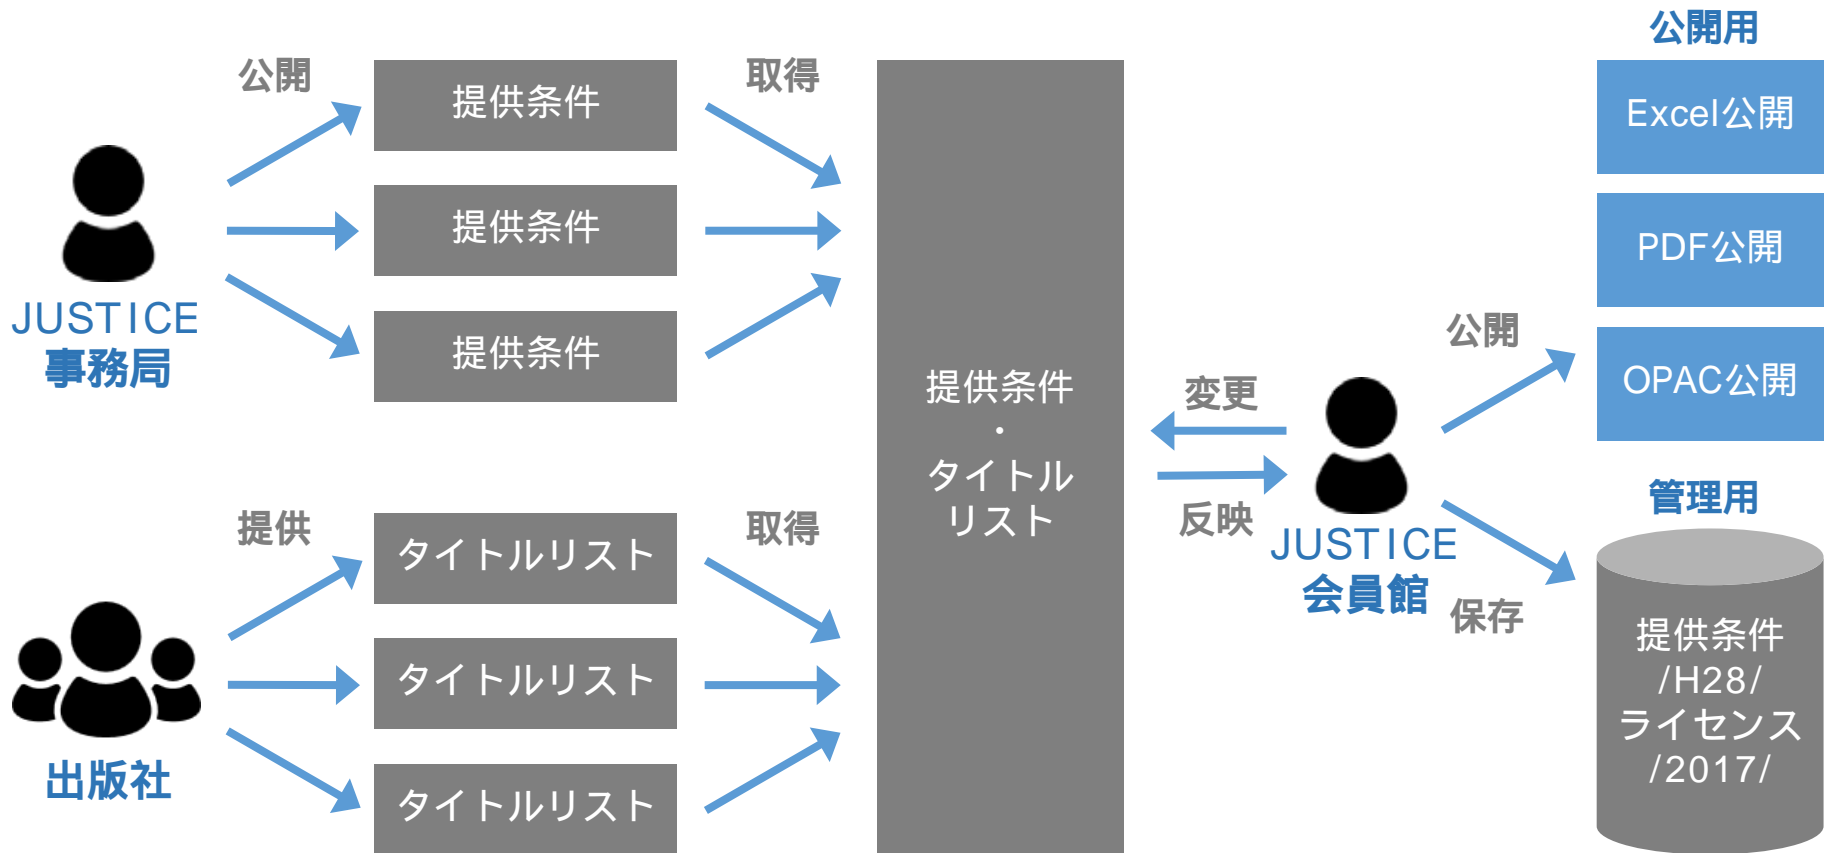 公開
提供条件
取得
提供条件
提供条件
JUSTICE
事務局
提供
タイトルリスト
取得
タイトルリスト
タイトルリスト
出版社
提供条件
・
タイトル
リスト
変更
反映
JUSTICE
会員館
公開
保存
公開用
Excel公開
PDF公開
OPAC公開
管理用
提供条件
/H28/
ライセンス
/2017/